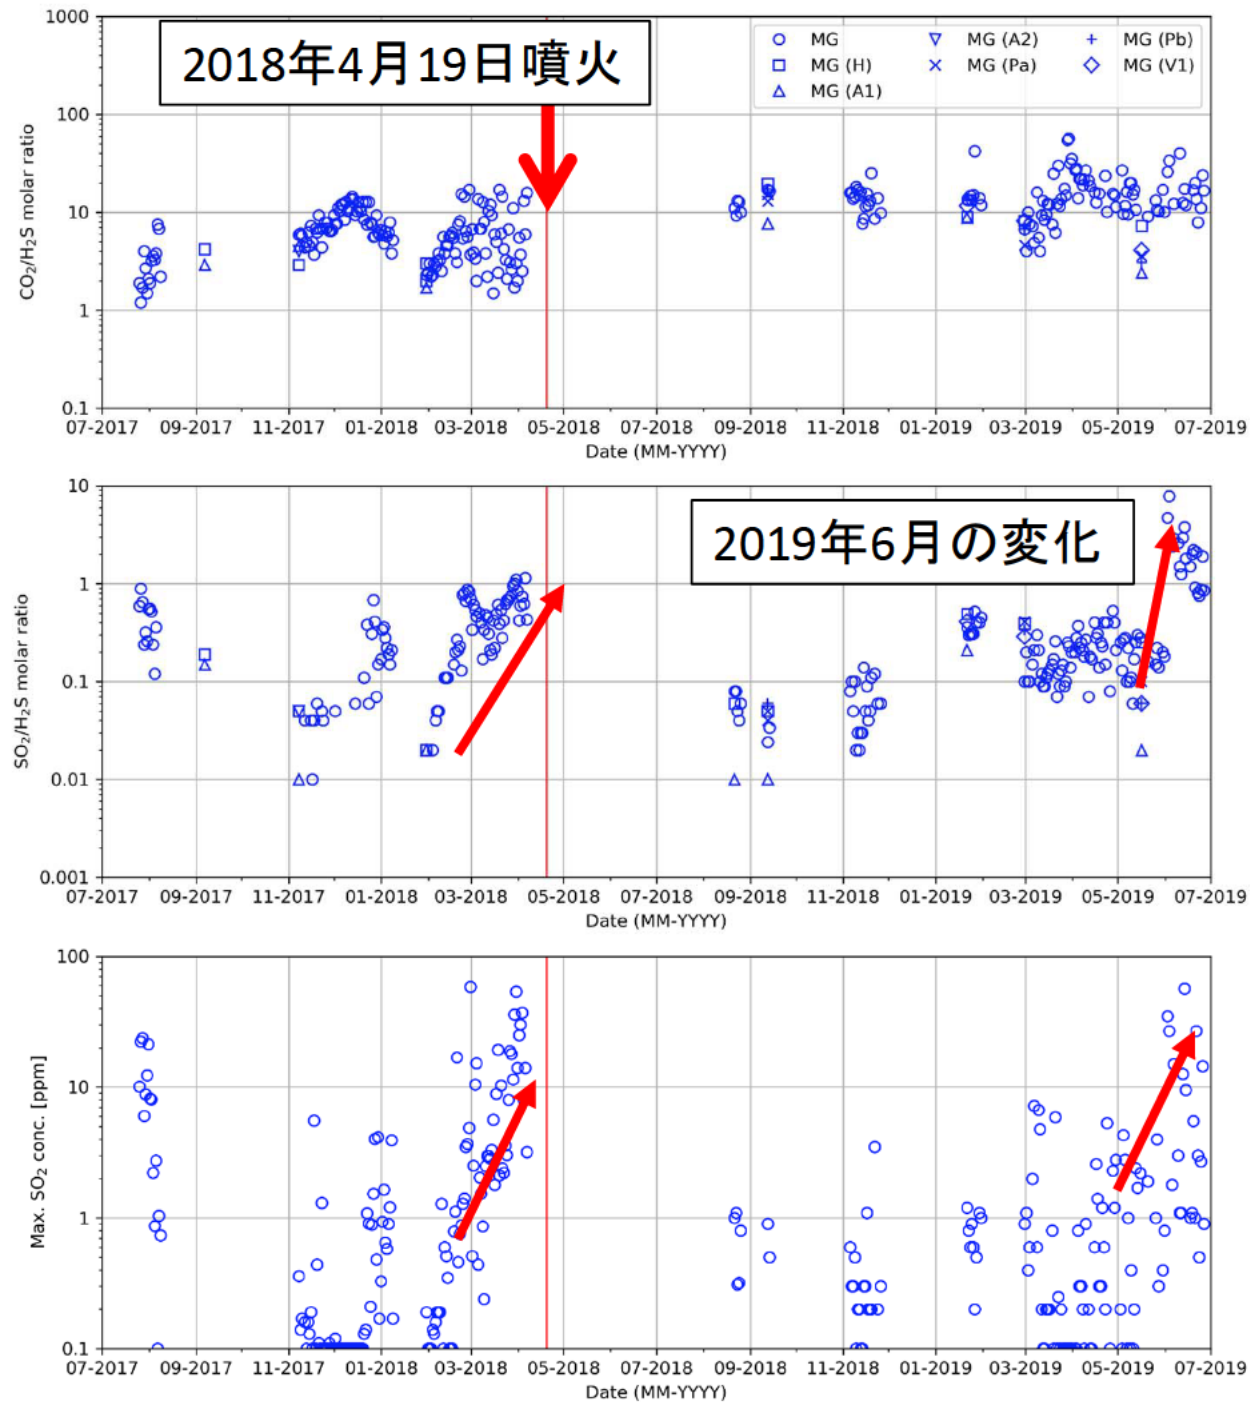 1000
2018年4月19日噴火
MG MG (A2) MG (Pb)
MG (H) MG (Pa) MG (V1)
MG (A1)
100
10
1
0.1
CO₂/H₂S molar ratio
07-2017 09-2017 11-2017 01-2018 03-2018 05-2018 07-2018 09-2018 11-2018 01-2019 03-2019 05-2019 07-2019
Date (MM-YYYY)
10
2019年6月の変化
1
0.1
0.01
0.001
SO₂/H₂S molar ratio
07-2017 09-2017 11-2017 01-2018 03-2018 05-2018 07-2018 09-2018 11-2018 01-2019 03-2019 05-2019 07-2019
Date (MM-YYYY)
100
10
1
0.1
Max. SO₂ conc. [ppm]
07-2017 09-2017 11-2017 01-2018 03-2018 05-2018 07-2018 09-2018 11-2018 01-2019 03-2019 05-2019 07-2019
Date (MM-YYYY)